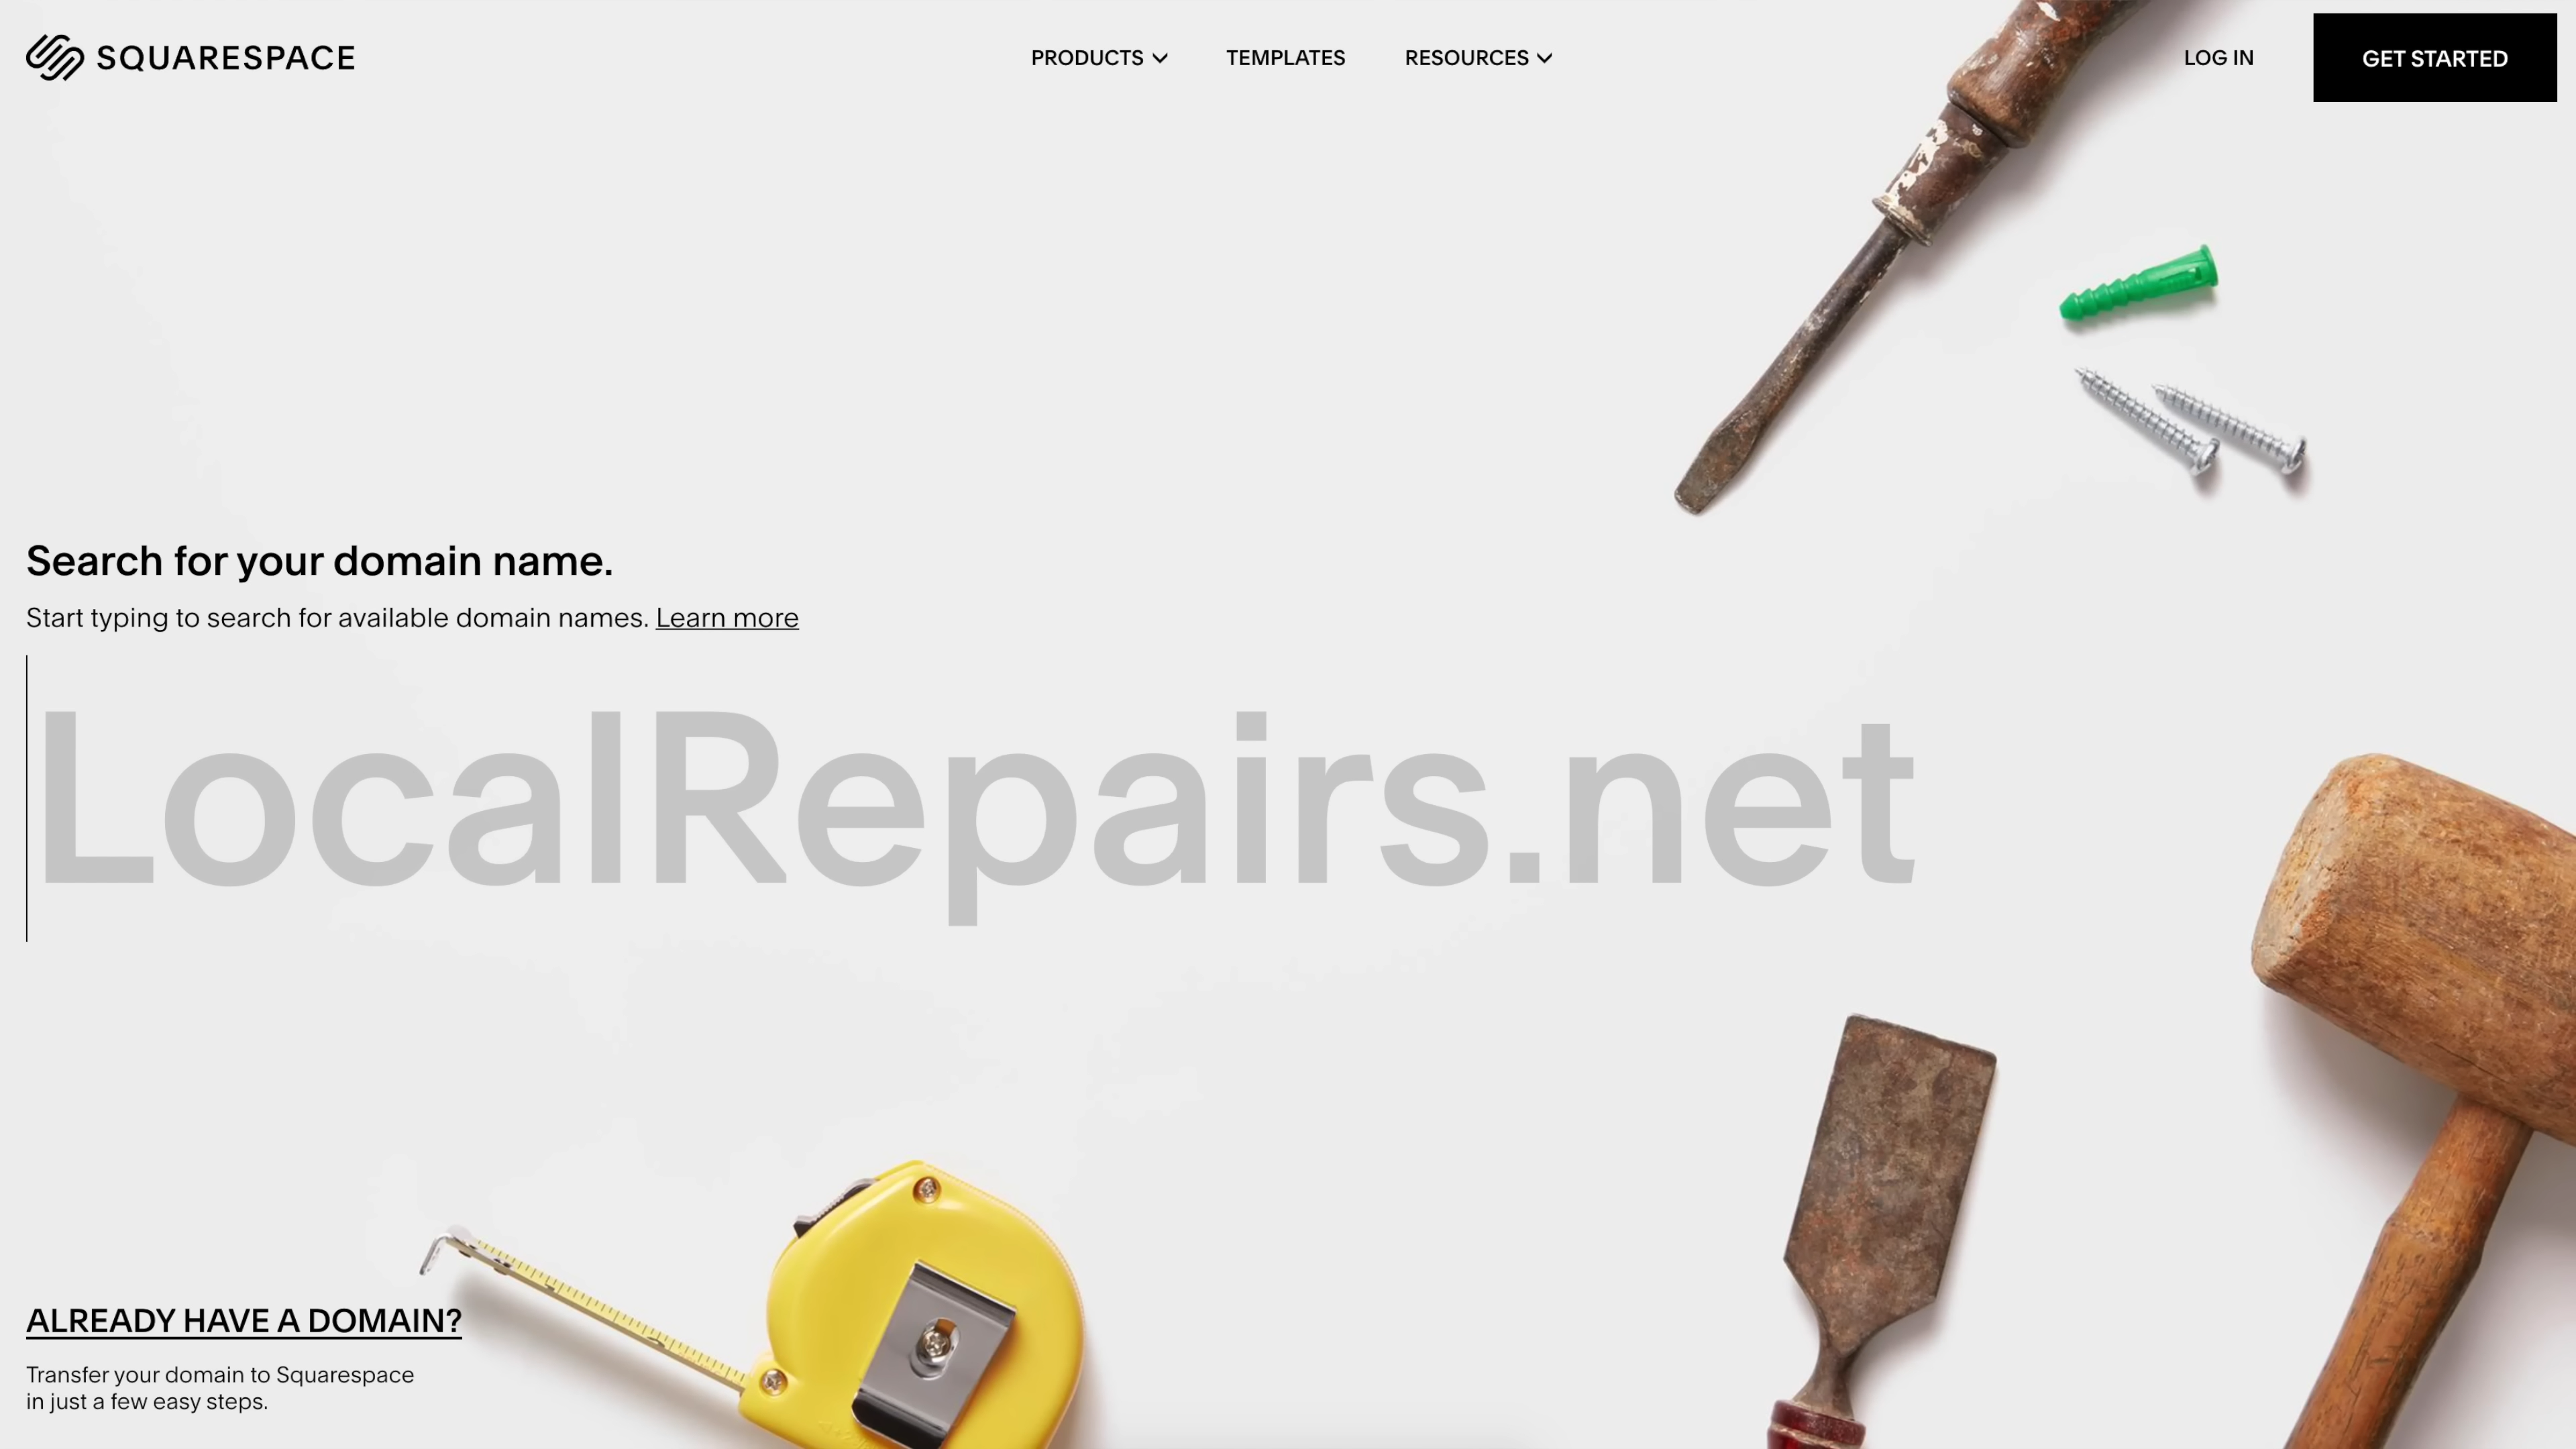 SQUARESPACE
PRODUCTS
TEMPLATES
RESOURCES
LOG IN
GET STARTED
Search for your domain name.
Start typing to search for available domain names. Learn more
LocalRepairs.net
ALREADY HAVE A DOMAIN?
Transfer your domain to Squarespace
in just a few easy steps.